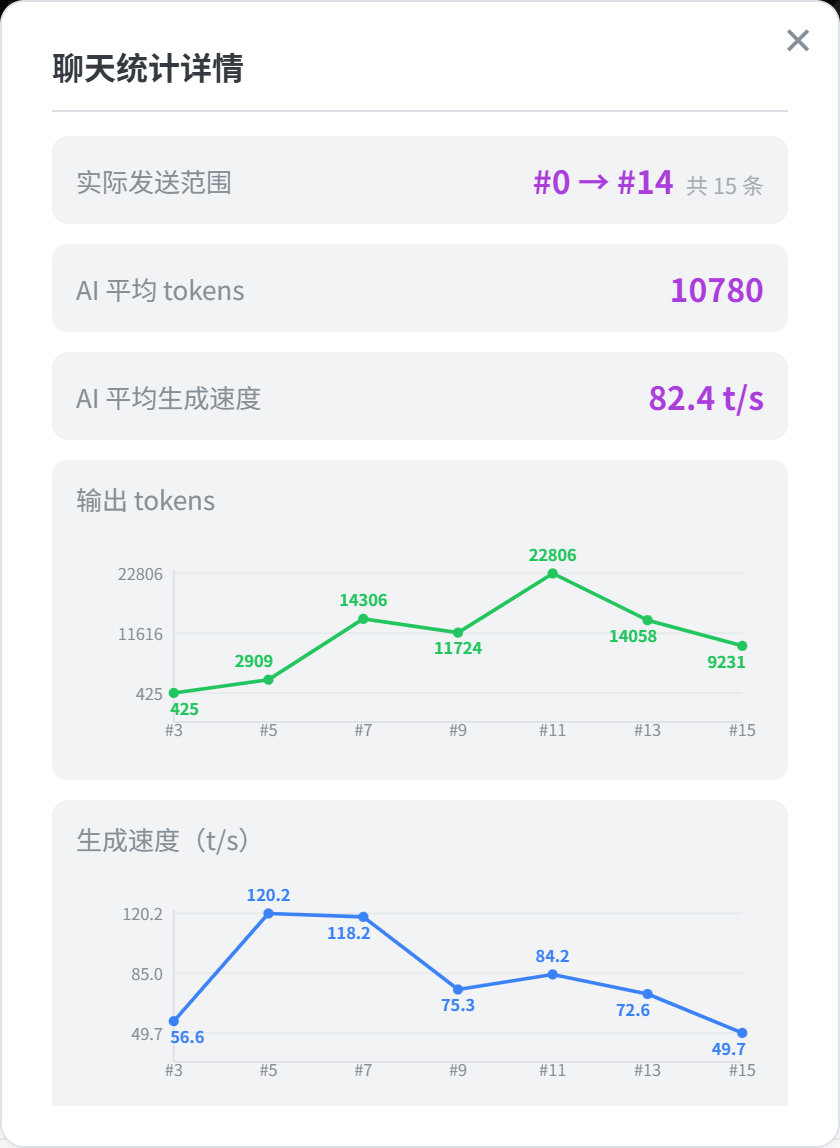 聊天统计详情
实际发送范围 #0 → #14 共 15 条
AI 平均 tokens 10780
AI 平均生成速度 82.4 t/s
输出 tokens
22806
22806
14306
11616
14058
11724
2909
9231
425
425
#3 #5 #7 #9 #11 #13 #15
生成速度（t/s）
120.2
120.2
118.2
84.2
85.0
75.3
72.6
49.7
56.6
49.7
#3 #5 #7 #9 #11 #13 #15